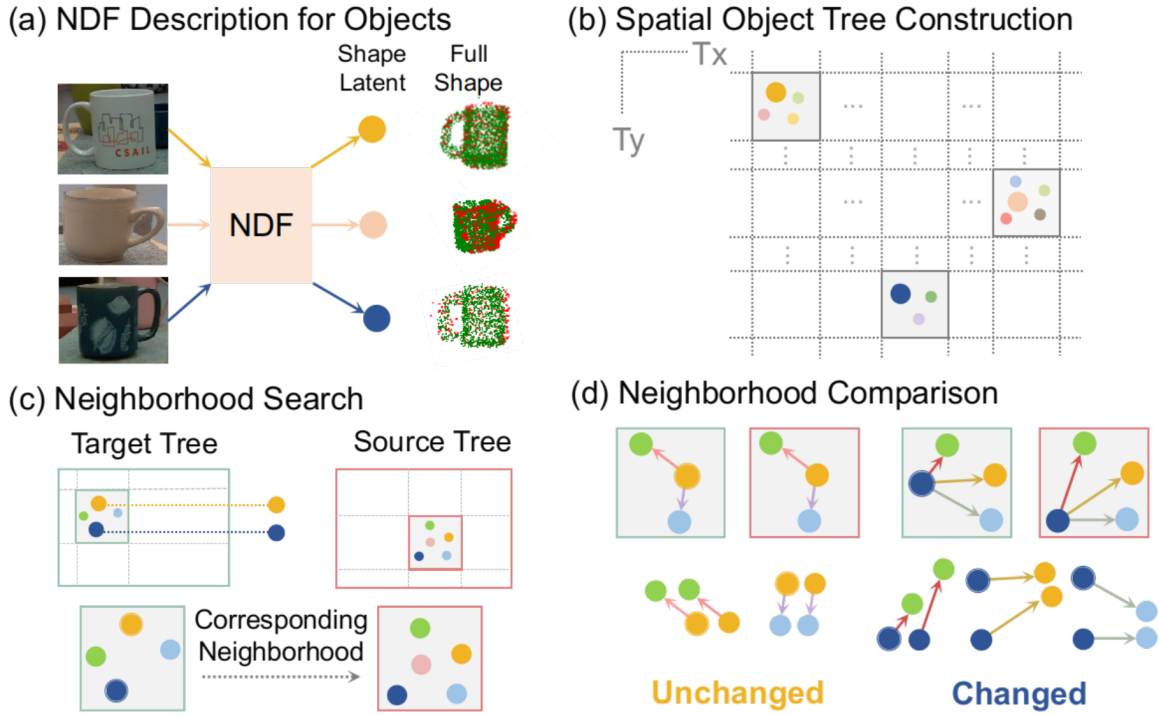 (a) NDF Description for Objects
Shape
Latent
Full
Shape
CSAIL
NDF
(b) Spatial Object Tree Construction
Tx
Ty
(c) Neighborhood Search
Target Tree
Source Tree
Corresponding
Neighborhood
(d) Neighborhood Comparison
Unchanged
Changed